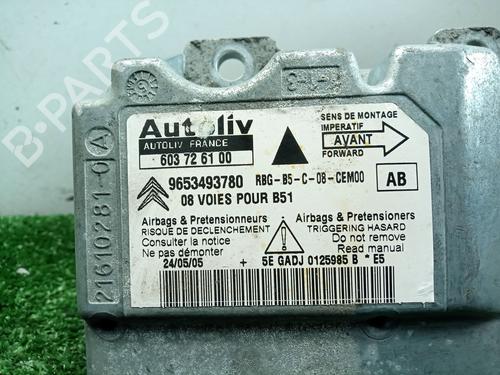 B-PARTS
Autoliv
AUTOLIV FRANCE
603 72 61 00
SENS DE MONTAGE
IMPERATIF
AVANT
FORWARD
9653493780 RBG-B5-C-08-CEM00 AB
08 VOIES POUR B51
Airbags & Pretensionneurs
RISQUE DE DECLENCHEMENT
Consulter la notice
Ne pas démonter
Airbags & Pretensioners
TRIGGERING HASARD
Do not remove
Read manual
24/05/05 + 5E GADJ 0125985 B * E5
21610281-0 A